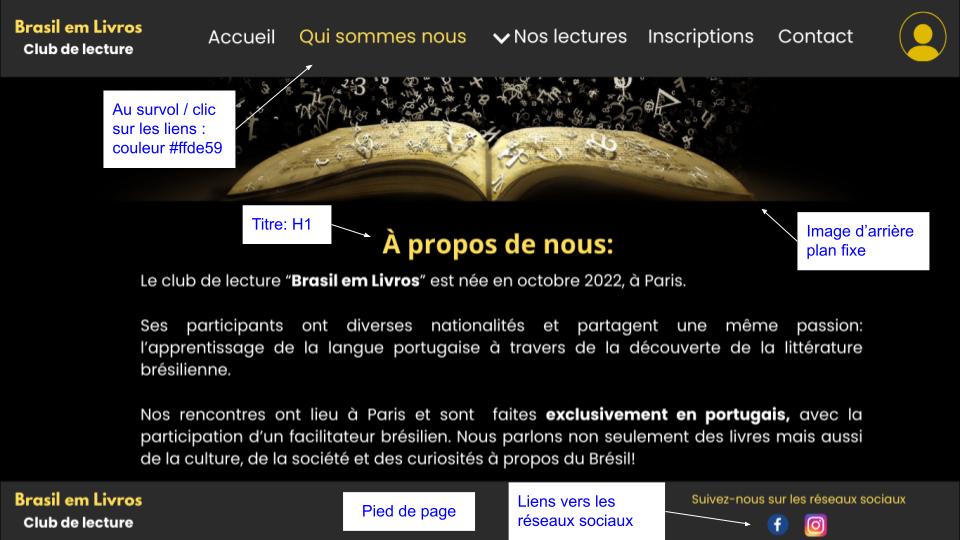 Brasil em Livros
Club de lecture
Accueil
Qui sommes nous
Nos lectures
Inscriptions
Contact
Au survol / clic
sur les liens :
couleur #ffde59
Titre: H1
Image d’arrière
plan fixe
À propos de nous:
Le club de lecture “Brasil em Livros” est née en octobre 2022, à Paris.
Ses participants ont diverses nationalités et partagent une même passion:
l’apprentissage de la langue portugaise à travers de la découverte de la littérature
brésilienne.
Nos rencontres ont lieu à Paris et sont faites exclusivement en portugais, avec la
participation d’un facilitateur brésilien. Nous parlons non seulement des livres mais aussi
de la culture, de la société et des curiosités à propos du Brésil!
Brasil em Livros
Club de lecture
Pied de page
Liens vers les
réseaux sociaux
Suivez-nous sur les réseaux sociaux